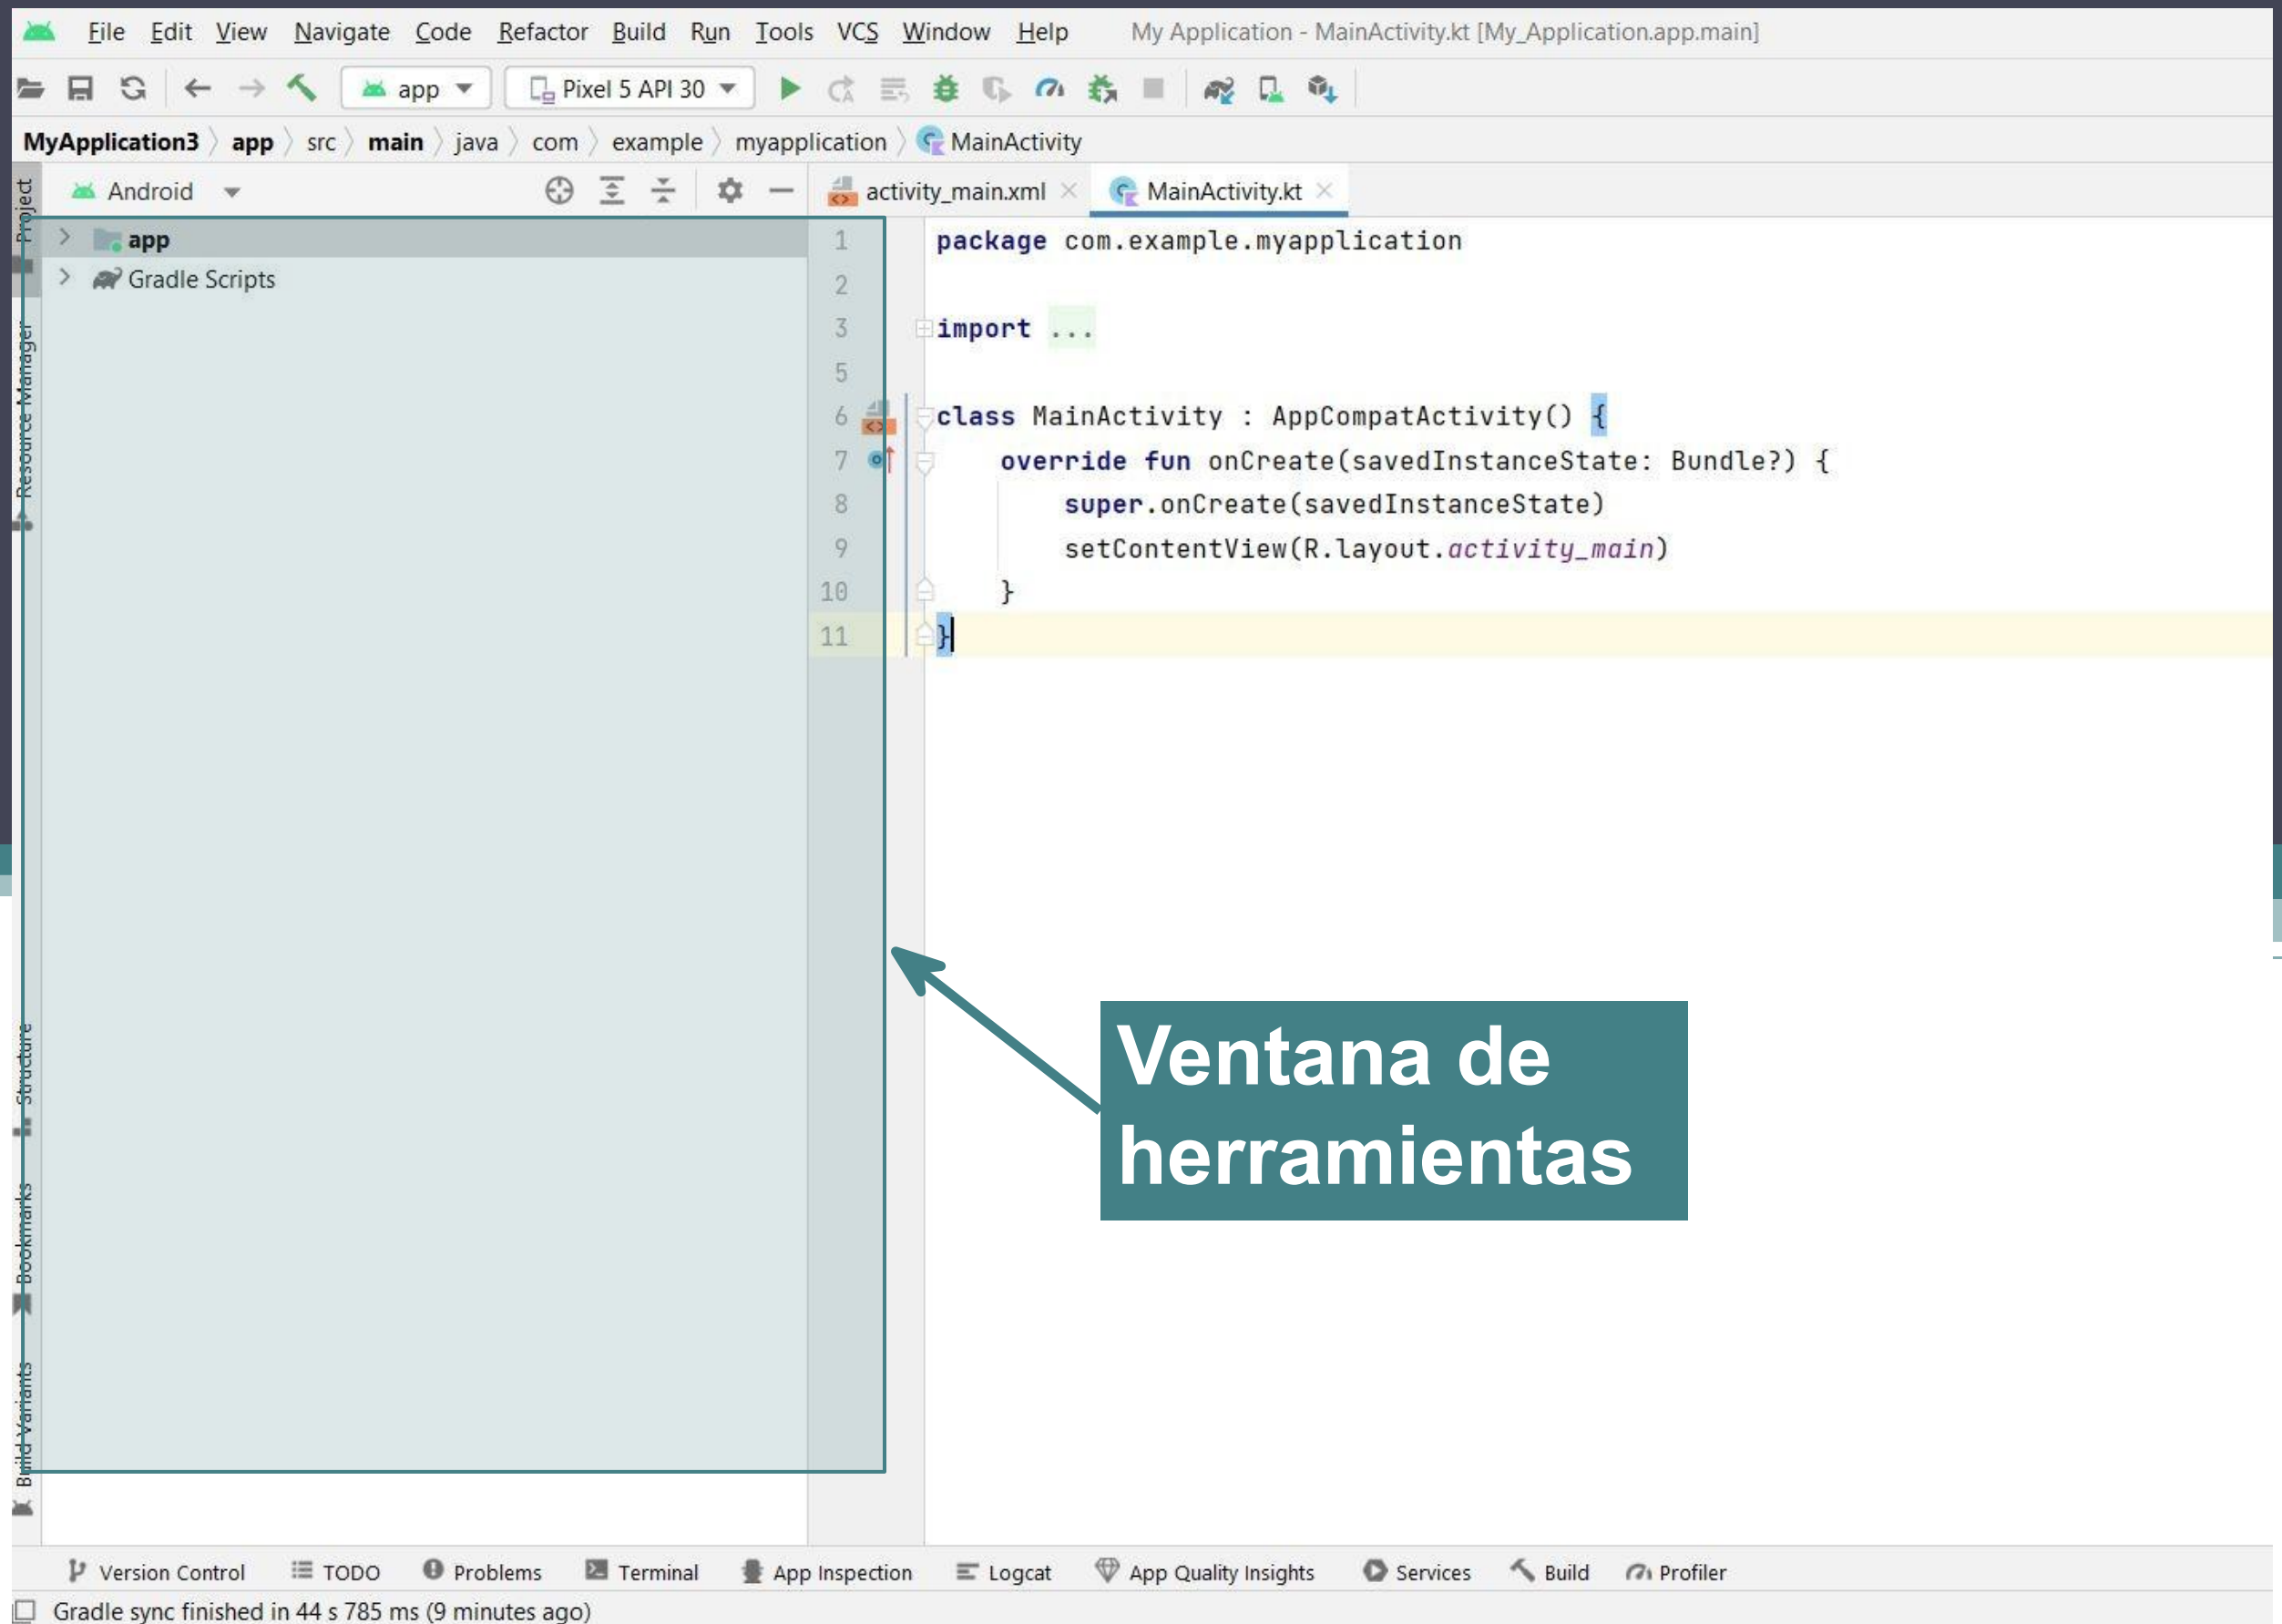 File Edit View Navigate Code Refactor Build Run Tools VCS Window Help My Application - MainActivity.kt [My_Application.app.main]
app Pixel 5 API 30
MyApplication3 app src main java com example myapplication MainActivity
Project
Android
activity_main.xml MainActivity.kt
app
Gradle Scripts
Resource Manager
1 package com.example.myapplication
2
3 import ...
5
6 class MainActivity : AppCompatActivity() {
7 override fun onCreate(savedInstanceState: Bundle?) {
8 super.onCreate(savedInstanceState)
9 setContentView(R.layout.activity_main)
10 }
11 }
Ventana de
herramientas
Structure
Bookmarks
Build Variants
Version Control TODO Problems Terminal App Inspection Logcat App Quality Insights Services Build Profiler
Gradle sync finished in 44 s 785 ms (9 minutes ago)